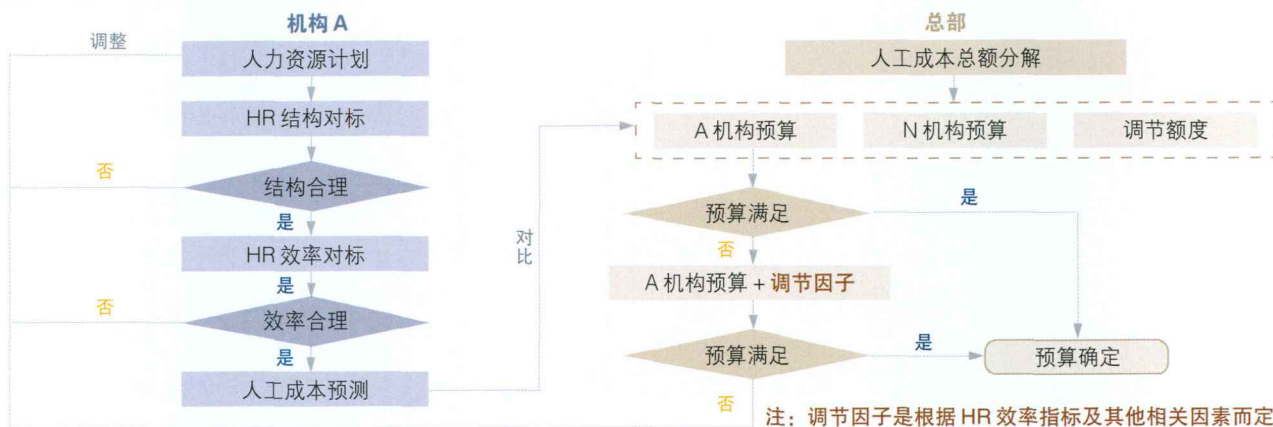 机构 A
调整
人力资源计划
HR 结构对标
否
结构合理
是
HR 效率对标
是
否
效率合理
是
人工成本预测
对比
总部
人工成本总额分解
A 机构预算
N 机构预算
调节额度
预算满足
是
否
A 机构预算 + 调节因子
预算满足
是
预算确定
否
注：调节因子是根据 HR 效率指标及其他相关因素而定